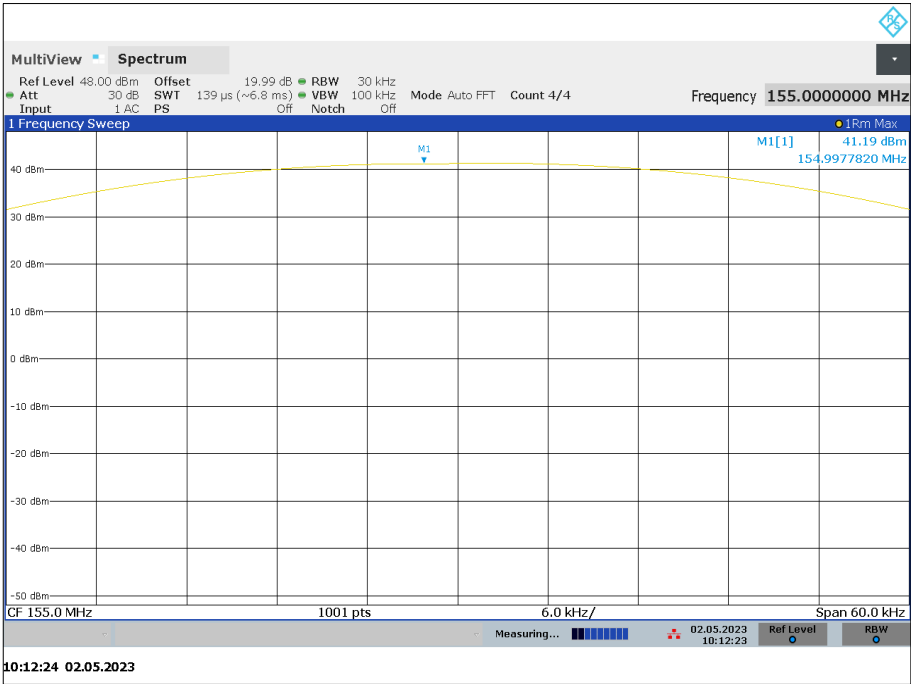 R S
MultiView Spectrum
Ref Level 48.00 dBm Offset 19.99 dB RBW 30 kHz
Att 30 dB SWT 139 µs (~6.8 ms) VBW 100 kHz Mode Auto FFT Count 4/4 Frequency 155.0000000 MHz
Input 1 AC PS Off Notch Off
1 Frequency Sweep 1Rm Max
M1[1] 41.19 dBm
M1
154.9977820 MHz
40 dBm
30 dBm
20 dBm
10 dBm
0 dBm
-10 dBm
-20 dBm
-30 dBm
-40 dBm
-50 dBm
CF 155.0 MHz 1001 pts 6.0 kHz/ Span 60.0 kHz
Measuring... 02.05.2023 Ref Level RBW
10:12:23
10:12:24 02.05.2023